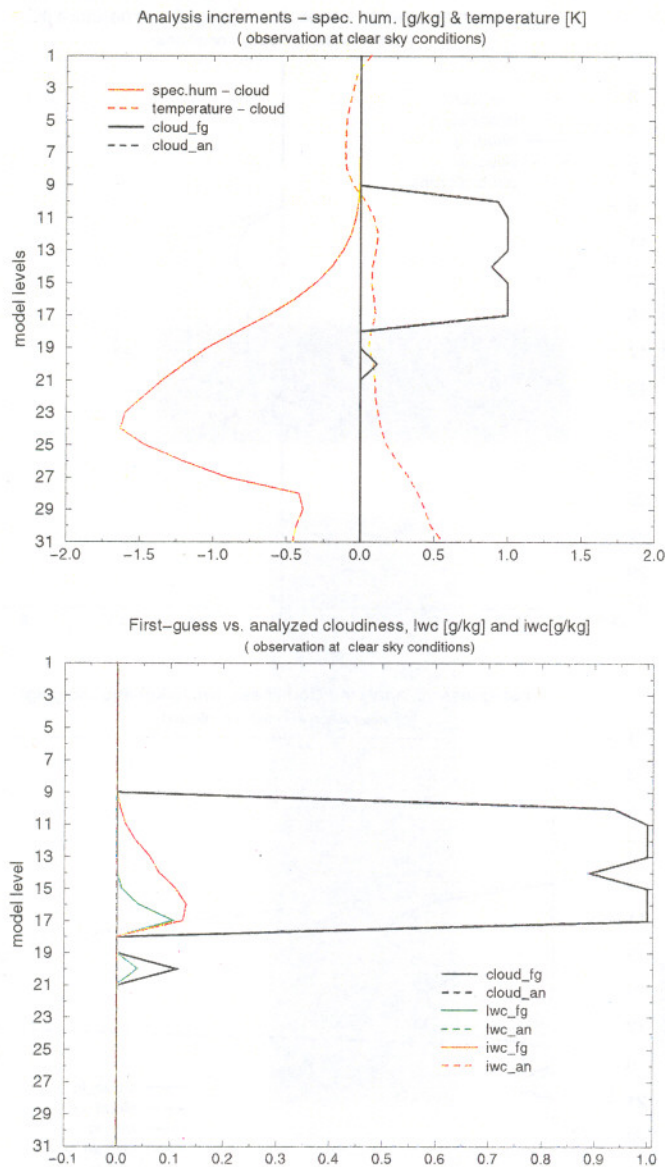 Analysis increments – spec. hum. [g/kg] & temperature [K]
( observation at clear sky conditions)
1
3
5
7
9
11
13
15
17
19
21
23
25
27
29
31
model levels
spec.hum – cloud
temperature – cloud
cloud_fg
cloud_an
–2.0 –1.5 –1.0 –0.5 0.0 0.5 1.0 1.5 2.0
First–guess vs. analyzed cloudiness, lwc [g/kg] and iwc[g/kg]
( observation at clear sky conditions)
1
3
5
7
9
11
13
15
17
19
21
23
25
27
29
31
model level
cloud_fg
cloud_an
lwc_fg
lwc_an
iwc_fg
iwc_an
–0.1 0.0 0.1 0.2 0.3 0.4 0.5 0.6 0.7 0.8 0.9 1.0